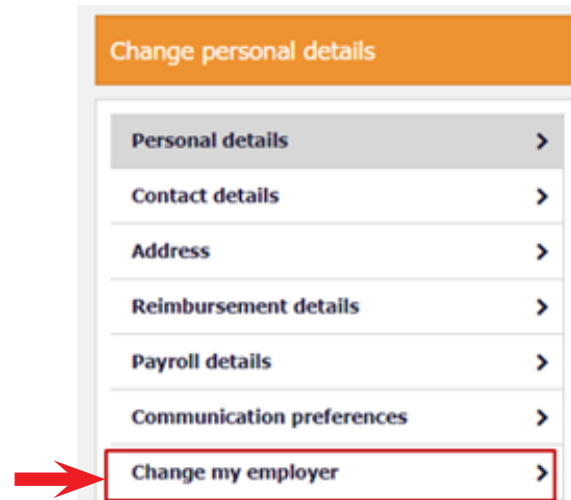 Change personal details
Personal details
Contact details
Address
Reimbursement details
Payroll details
Communication preferences
Change my employer